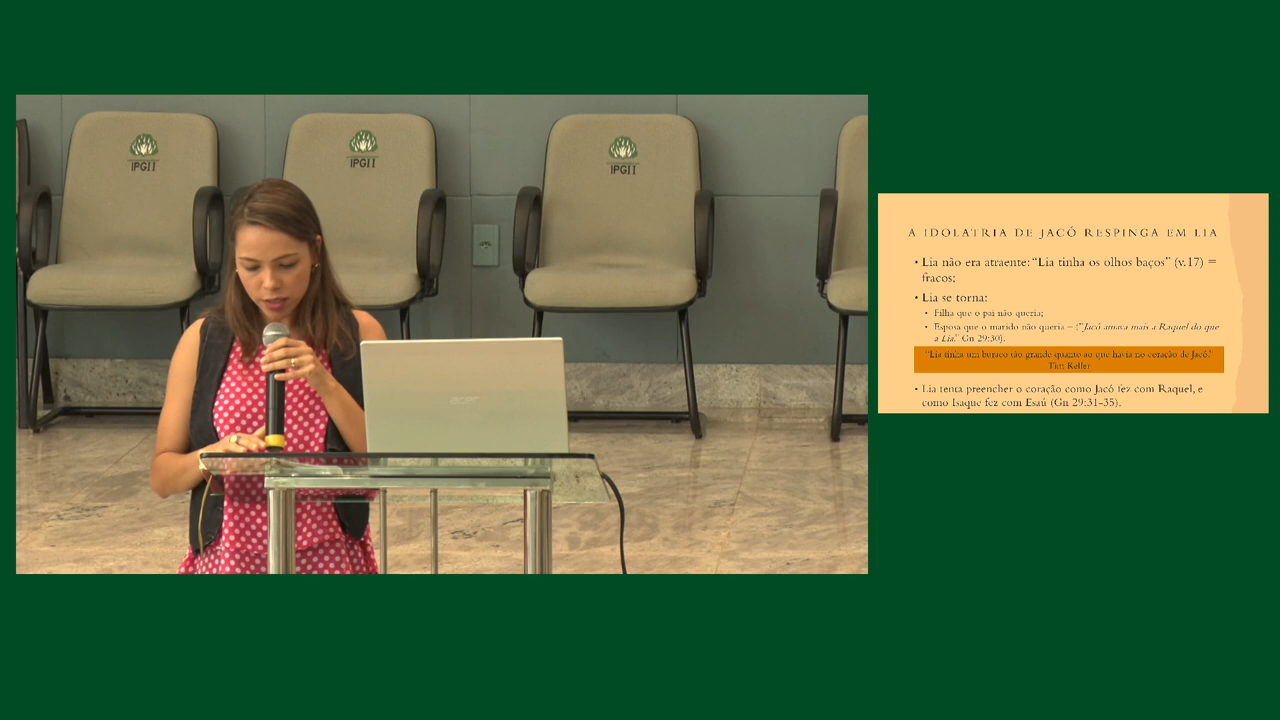 IPGII
IPGII
IPGII
acer
A IDOLATRIA DE JACÓ RESPINGA EM LIA
• Lia não era atraente: “Lia tinha os olhos baços” (v.17) =
fracos;
• Lia se torna:
• Filha que o pai não queria;
• Esposa que o marido não queria – (“Jacó amava mais a Raquel do que
a Lia.” Gn 29:30).
“Lia tinha um buraco tão grande quanto ao que havia no coração de Jacó.”
Tim Keller
• Lia tenta preencher o coração como Jacó fez com Raquel, e
como Isaque fez com Esaú (Gn 29:31-35).